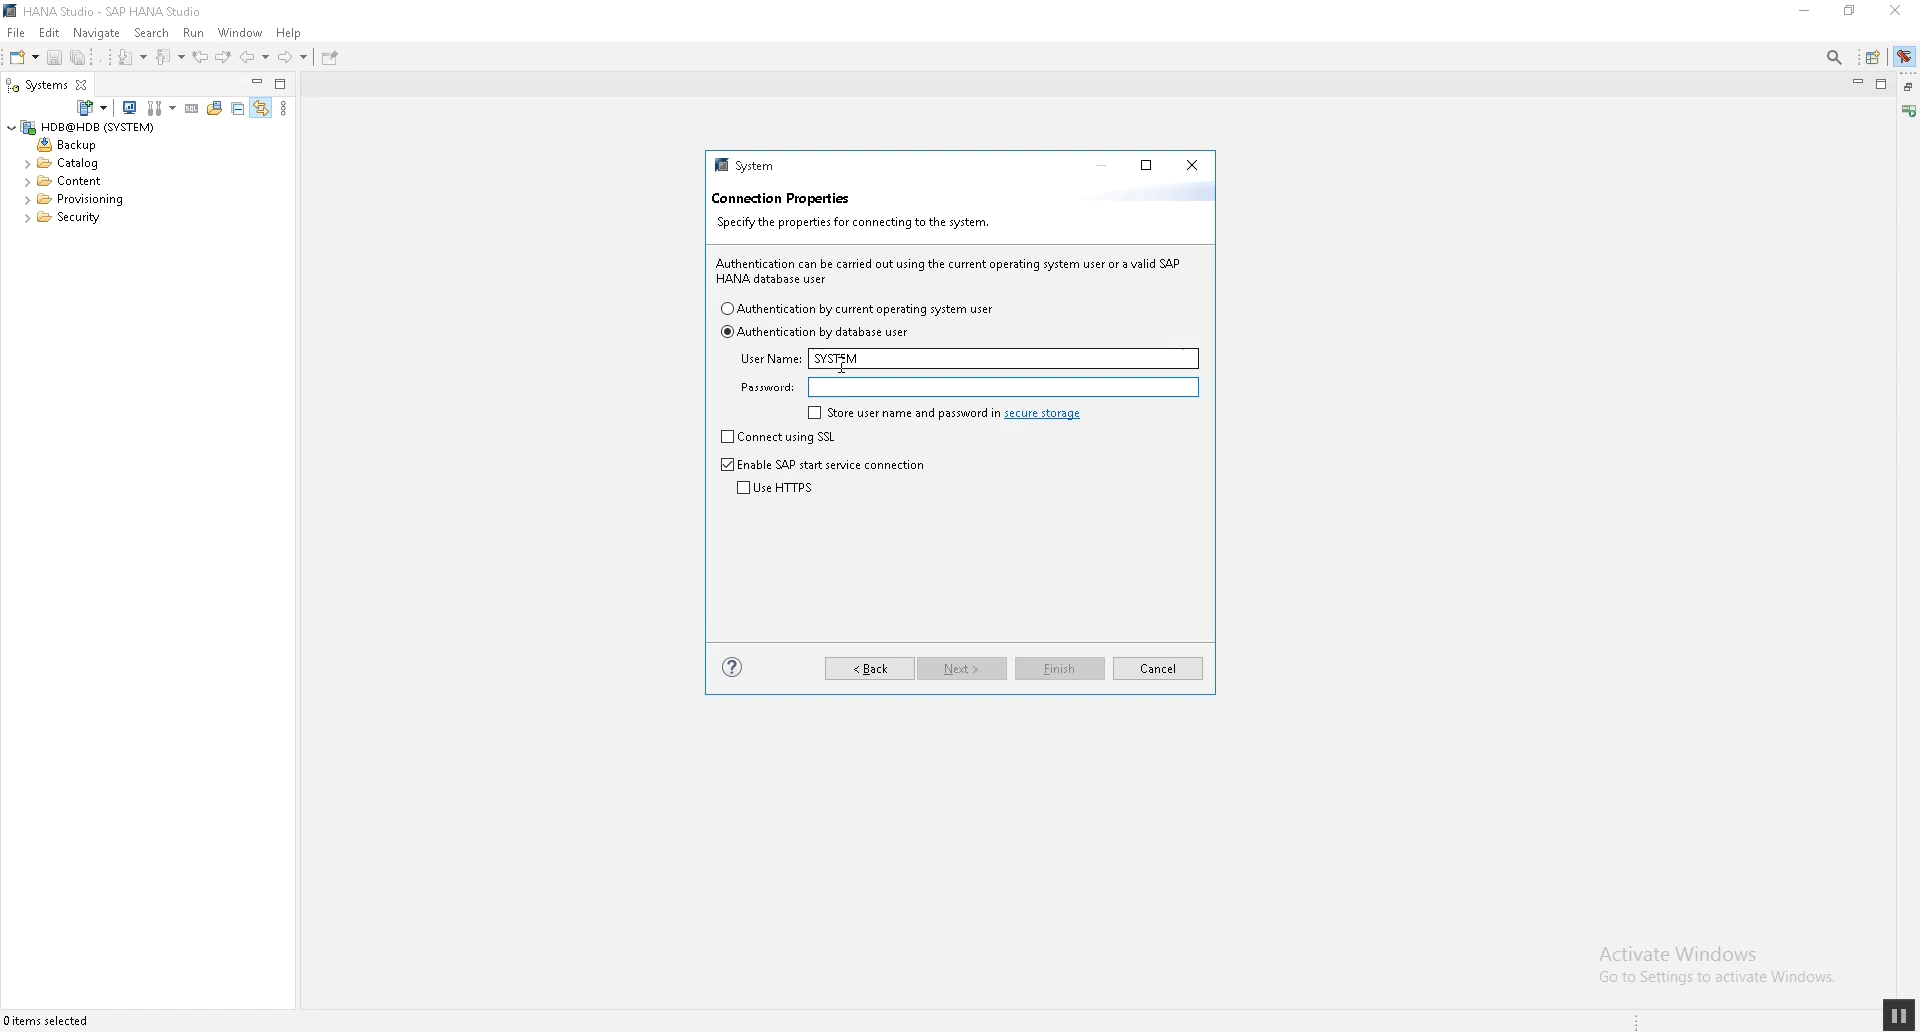 HANA Studio - SAP HANA Studio
File Edit Navigate Search Run Window Help
Systems
HDB@HDB (SYSTEM)
Backup
Catalog
Content
Provisioning
Security
System
Connection Properties
Specify the properties for connecting to the system.
Authentication can be carried out using the current operating system user or a valid SAP
HANA database user
Authentication by current operating system user
Authentication by database user
User Name: SYSTEM
Password:
Store user name and password in secure storage
Connect using SSL
Enable SAP start service connection
Use HTTPS
? < Back Next > Finish Cancel
Activate Windows
Go to Settings to activate Windows.
0 items selected